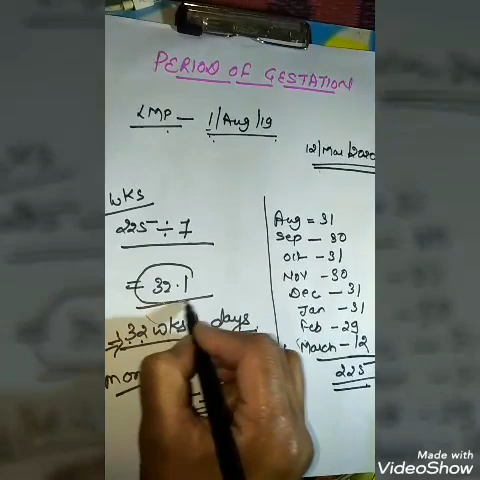 PERIOD OF GESTATION
LMP — 1/Aug/19
12/Mar/2020
wks
225 ÷ 7
= 32.1
= 32 wks days.
Aug = 31
Sep — 30
Oct - 31
Nov - 30
Dec — 31
Jan - 31
Feb - 29
March — 12
225
Made with
VideoShow